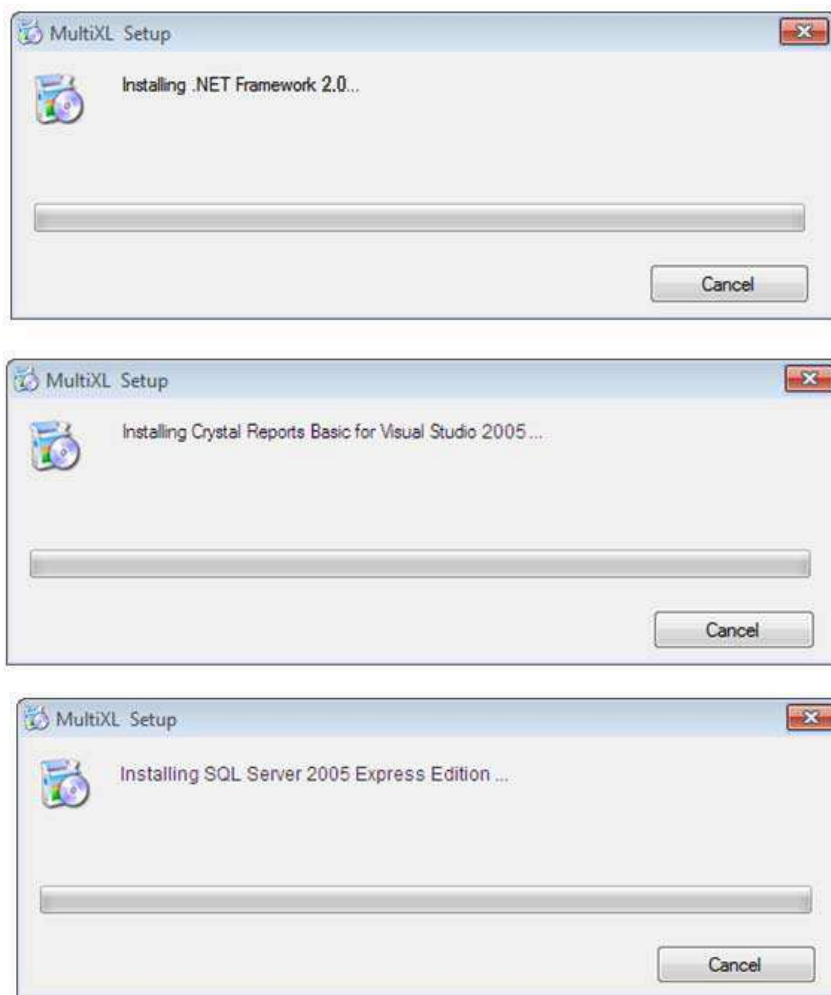 MultiXL Setup
Installing .NET Framework 2.0...
Cancel
MultiXL Setup
Installing Crystal Reports Basic for Visual Studio 2005 ...
Cancel
MultiXL Setup
Installing SQL Server 2005 Express Edition ...
Cancel